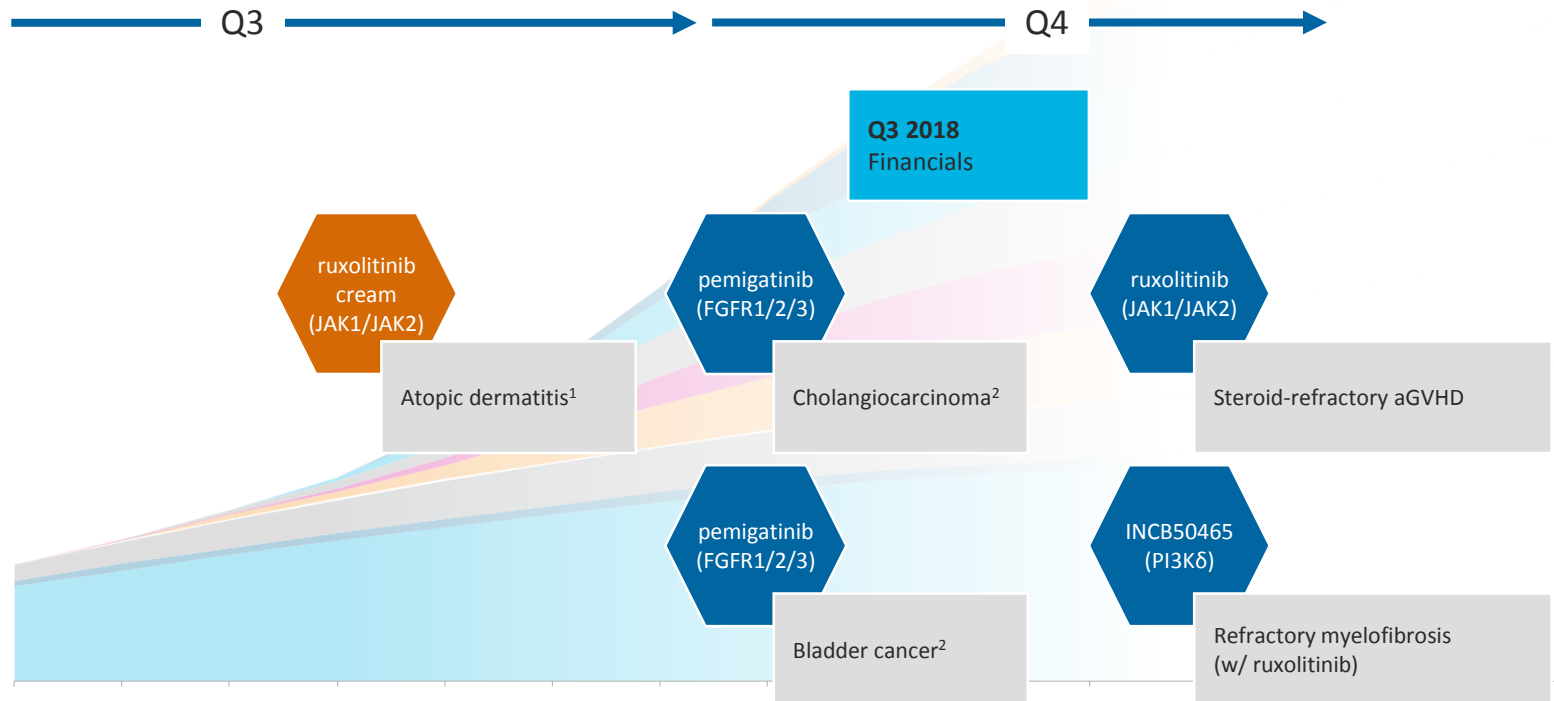 Q3
Q4
Q3 2018
Financials
ruxolitinib
cream
(JAK1/JAK2)
Atopic dermatitis¹
pemigatinib
(FGFR1/2/3)
Cholangiocarcinoma²
ruxolitinib
(JAK1/JAK2)
Steroid-refractory aGVHD
pemigatinib
(FGFR1/2/3)
Bladder cancer²
INCB50465
(PI3Kδ)
Refractory myelofibrosis
(w/ ruxolitinib)